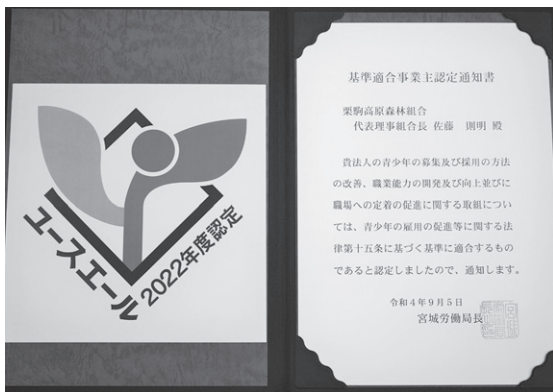 ユースエール
2022年度認定
基準適合事業主認定通知書
栗駒高原森林組合
代表理事組合長 佐藤 則明 殿
貴法人の青少年の募集及び採用の方法
の改善、職業能力の開発及び向上並びに
職場への定着の促進に関する取組につい
ては、青少年の雇用の促進等に関する法
律第十五条に基づく基準に適合するもの
であると認定しましたので、通知します。
令和4年9月5日
宮城労働局長